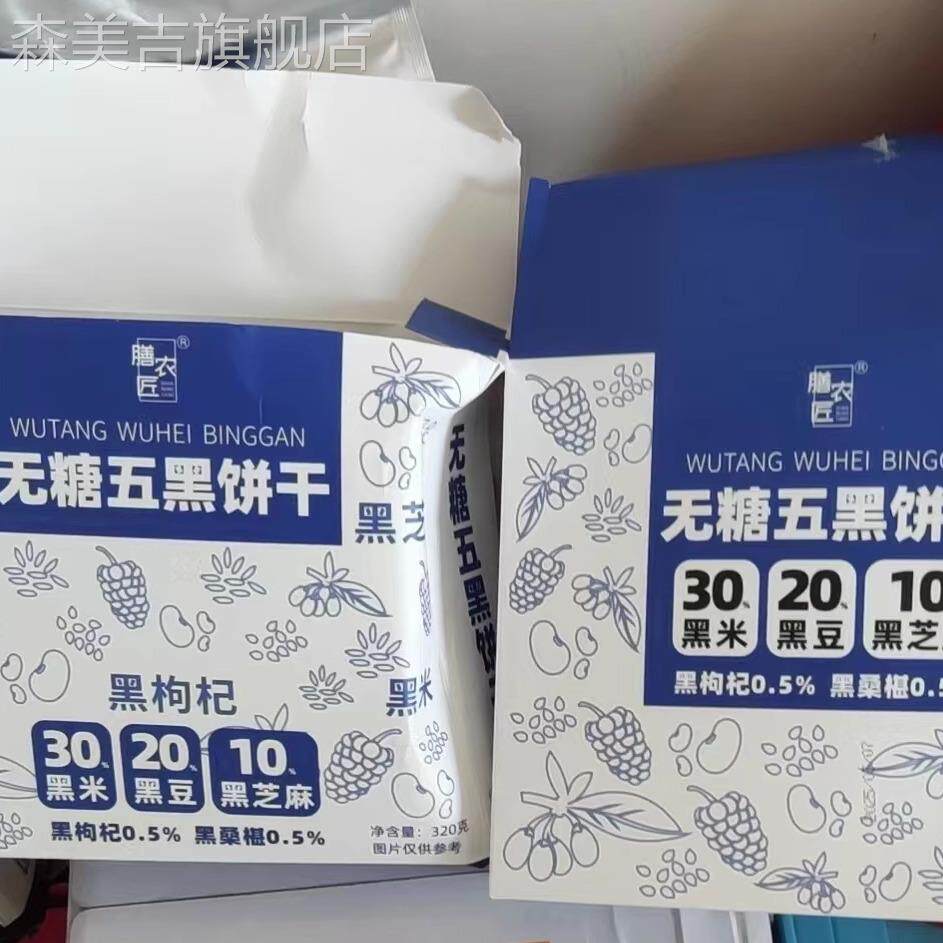 森美吉旗舰店
膳农匠®
WUTANG WUHEI BINGGAN
无糖五黑饼干
黑芝
黑枸杞
黑米
30% 20% 10%
黑米 黑豆 黑芝麻
黑枸杞0.5% 黑桑椹0.5%
净含量：320克
图片仅供参考
无糖五黑饼
膳农匠®
WUTANG WUHEI BINGGA
无糖五黑饼
30% 20% 10
黑米 黑豆 黑芝
黑枸杞0.5% 黑桑椹0.5